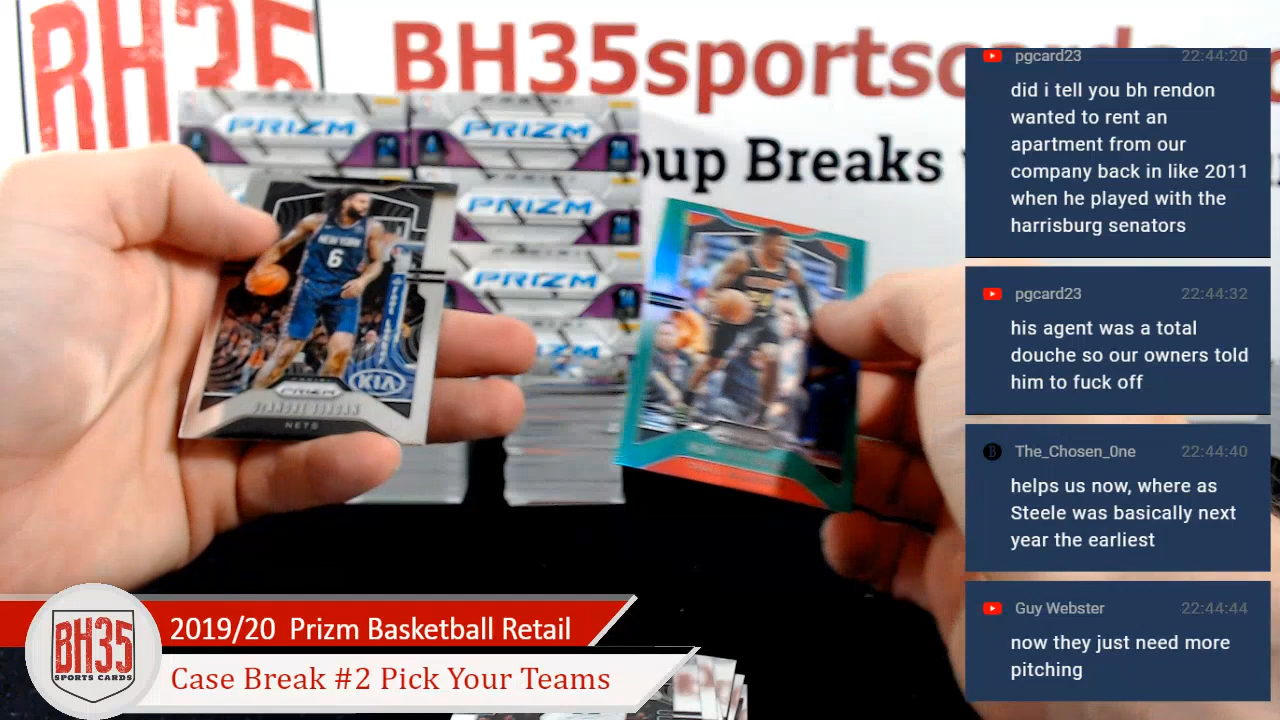 BH35
BH35sportsc
oup Breaks
PRIZM
PRIZM
PRIZM
PRIZM
NEW YORK
6
KIA
PRIZM
DEANDRE JORDAN
NETS
BH35
SPORTS CARDS
2019/20 Prizm Basketball Retail
Case Break #2 Pick Your Teams
pgcard23 22:44:20
did i tell you bh rendon
wanted to rent an
apartment from our
company back in like 2011
when he played with the
harrisburg senators
pgcard23 22:44:32
his agent was a total
douche so our owners told
him to fuck off
The_Chosen_0ne 22:44:40
helps us now, where as
Steele was basically next
year the earliest
Guy Webster 22:44:44
now they just need more
pitching